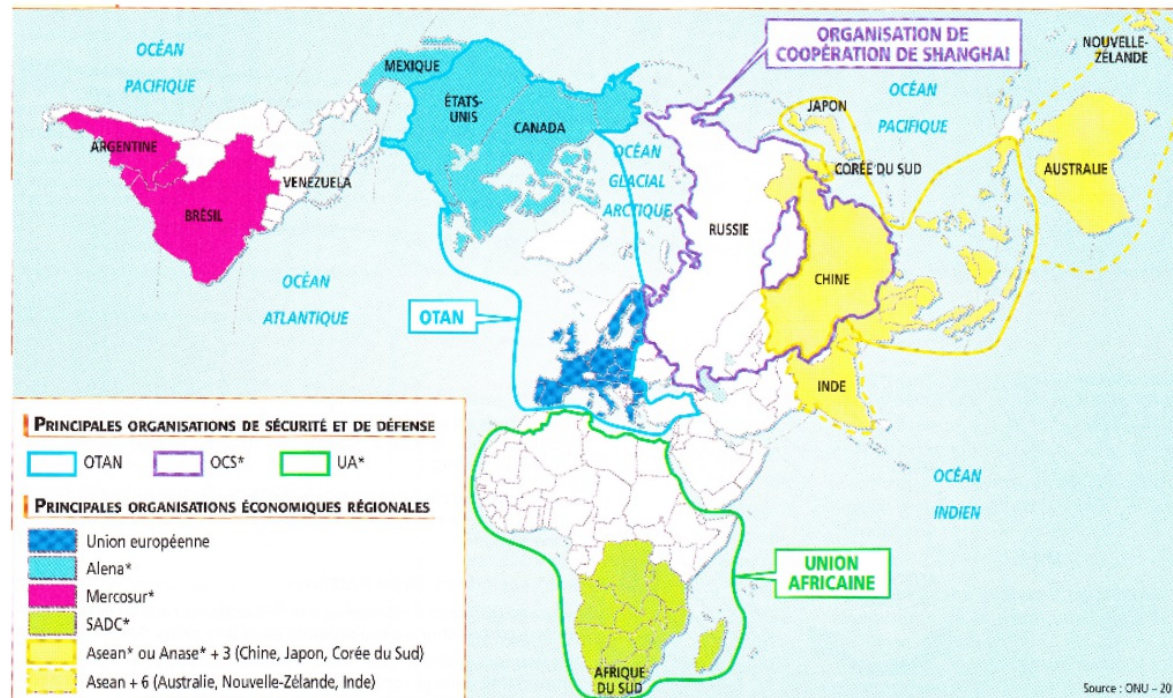 OCÉAN
PACIFIQUE
MEXIQUE
ÉTATS-
UNIS
CANADA
ORGANISATION DE
COOPÉRATION DE SHANGHAI
NOUVELLE-
ZÉLANDE
JAPON
OCÉAN
PACIFIQUE
ARGENTINE
VENEZUELA
BRÉSIL
OCÉAN
GLACIAL
ARCTIQUE
CORÉE DU SUD
AUSTRALIE
RUSSIE
CHINE
OCÉAN
ATLANTIQUE
OTAN
INDE
OCÉAN
INDIEN
UNION
AFRICAINE
AFRIQUE
DU SUD
PRINCIPALES ORGANISATIONS DE SÉCURITÉ ET DE DÉFENSE
OTAN OCS* UA*
PRINCIPALES ORGANISATIONS ÉCONOMIQUES RÉGIONALES
Union européenne
Alena*
Mercosur*
SADC*
Asean* ou Anase* + 3 (Chine, Japon, Corée du Sud)
Asean + 6 (Australie, Nouvelle-Zélande, Inde)
Source : ONU - 20